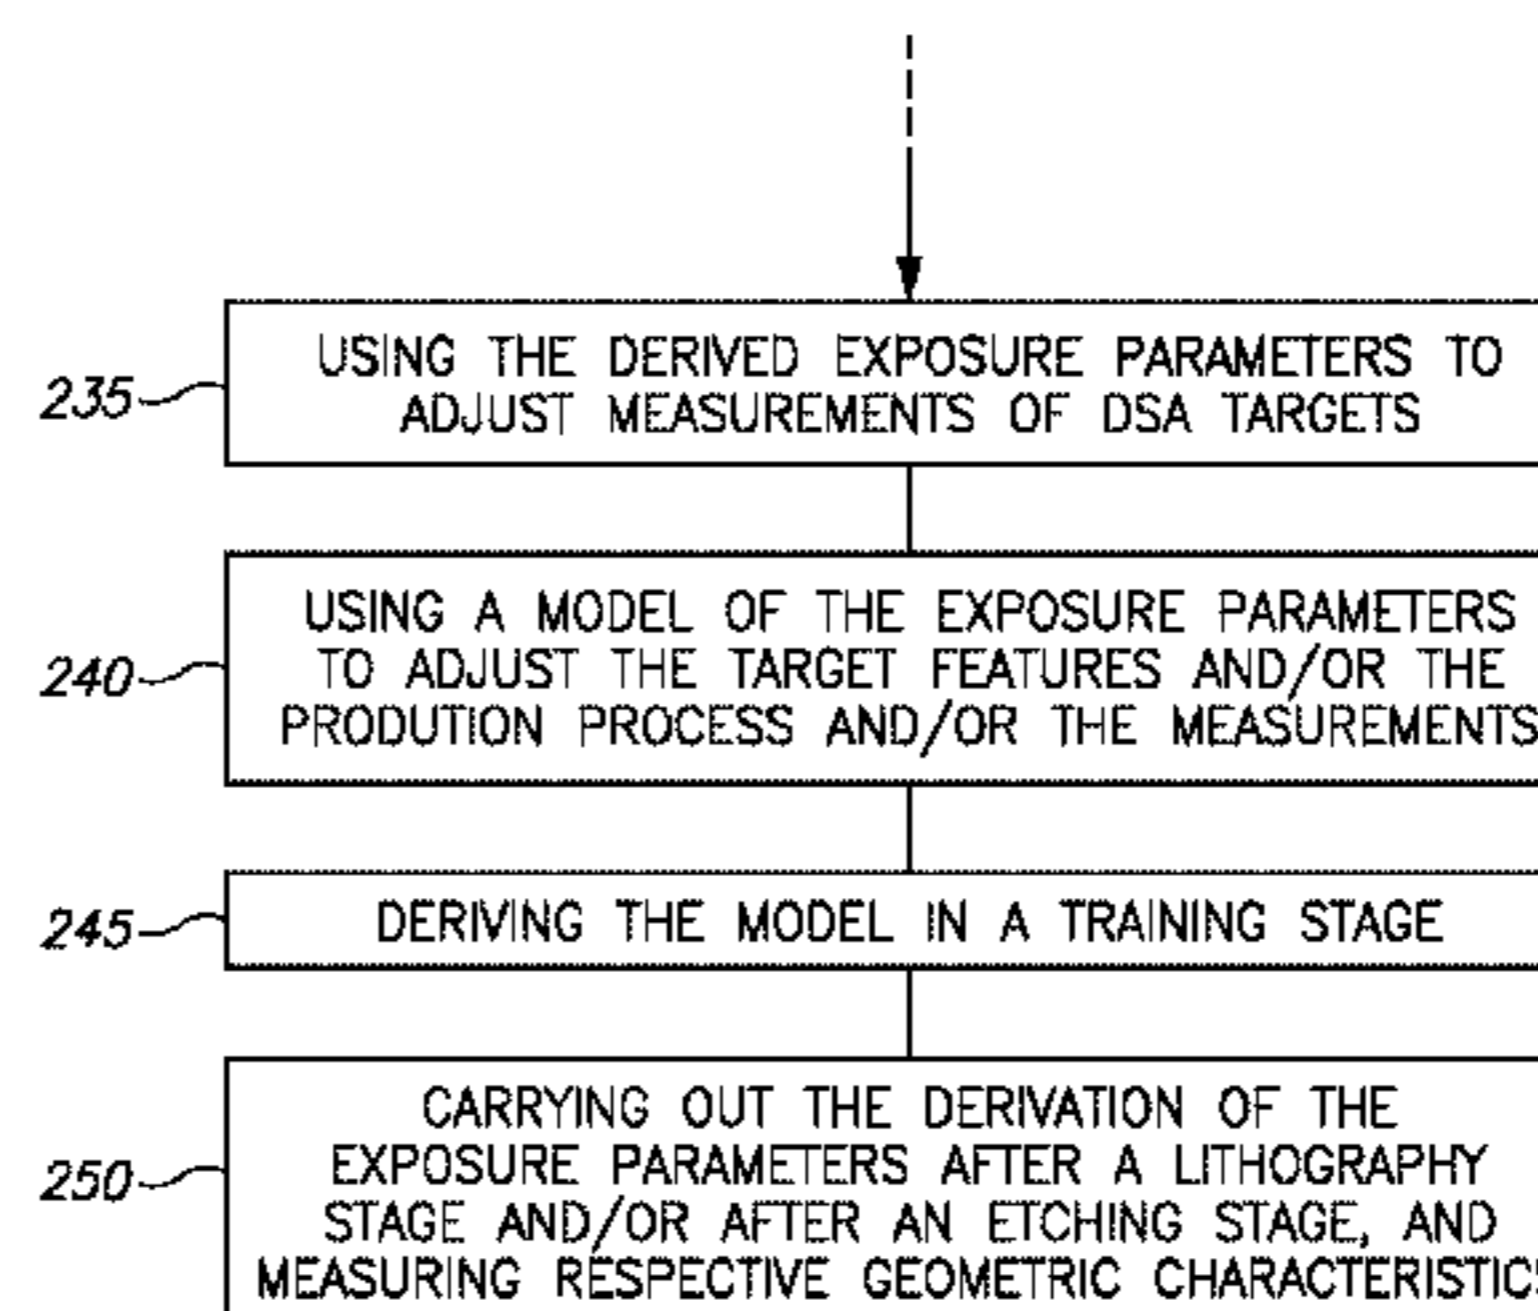 USING THE DERIVED EXPOSURE PARAMETERS TO
235
ADJUST MEASUREMENTS OF DSA TARGETS
USING A MODEL OF THE EXPOSURE PARAMETERS
240
TO ADJUST THE TARGET FEATURES AND/OR THE
PRODUTION PROCESS AND/OR THE MEASUREMENTS
245
DERIVING THE MODEL IN A TRAINING STAGE
CARRYING OUT THE DERIVATION OF THE
250
EXPOSURE PARAMETERS AFTER A LITHOGRAPHY
STAGE AND/OR AFTER AN ETCHING STAGE, AND
MEASURING RESPECTIVE GEOMETRIC CHARACTERISTICS